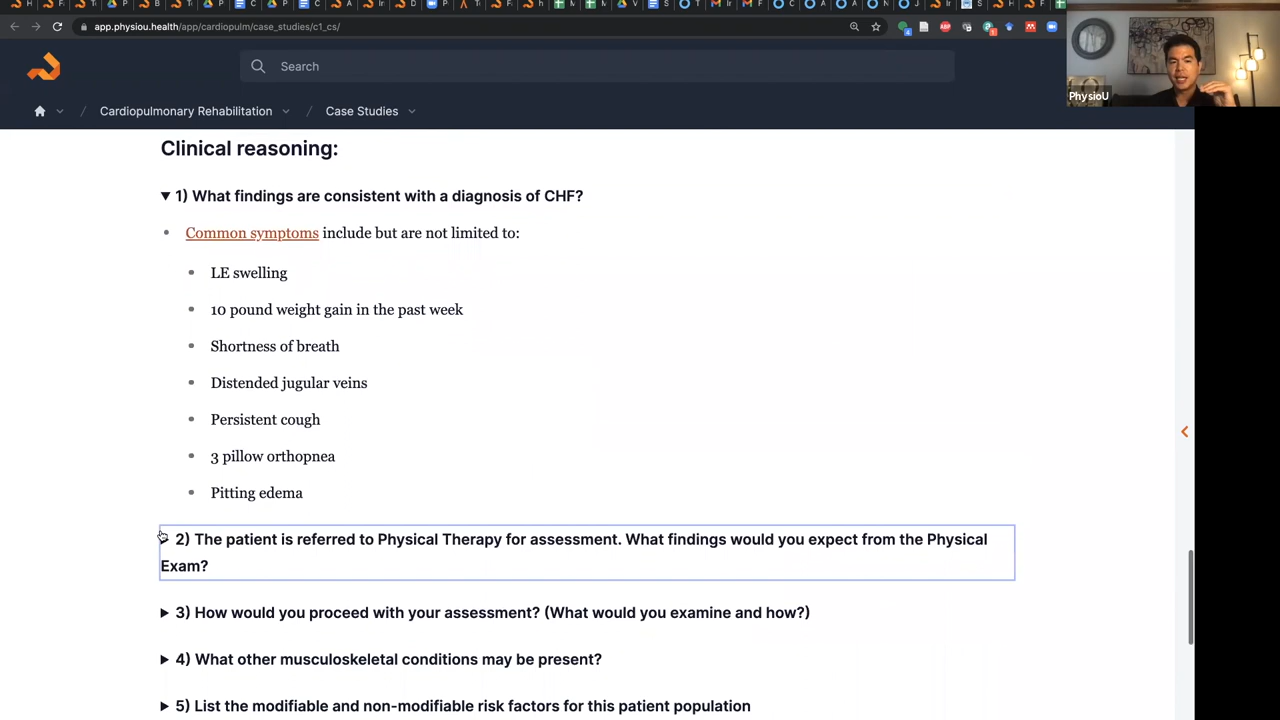 app.physiou.health/app/cardiopulm/case_studies/c1_cs/
Search
PhysioU
/ Cardiopulmonary Rehabilitation / Case Studies
Clinical reasoning:
1) What findings are consistent with a diagnosis of CHF?
Common symptoms include but are not limited to:
LE swelling
10 pound weight gain in the past week
Shortness of breath
Distended jugular veins
Persistent cough
3 pillow orthopnea
Pitting edema
2) The patient is referred to Physical Therapy for assessment. What findings would you expect from the Physical
Exam?
3) How would you proceed with your assessment? (What would you examine and how?)
4) What other musculoskeletal conditions may be present?
5) List the modifiable and non-modifiable risk factors for this patient population